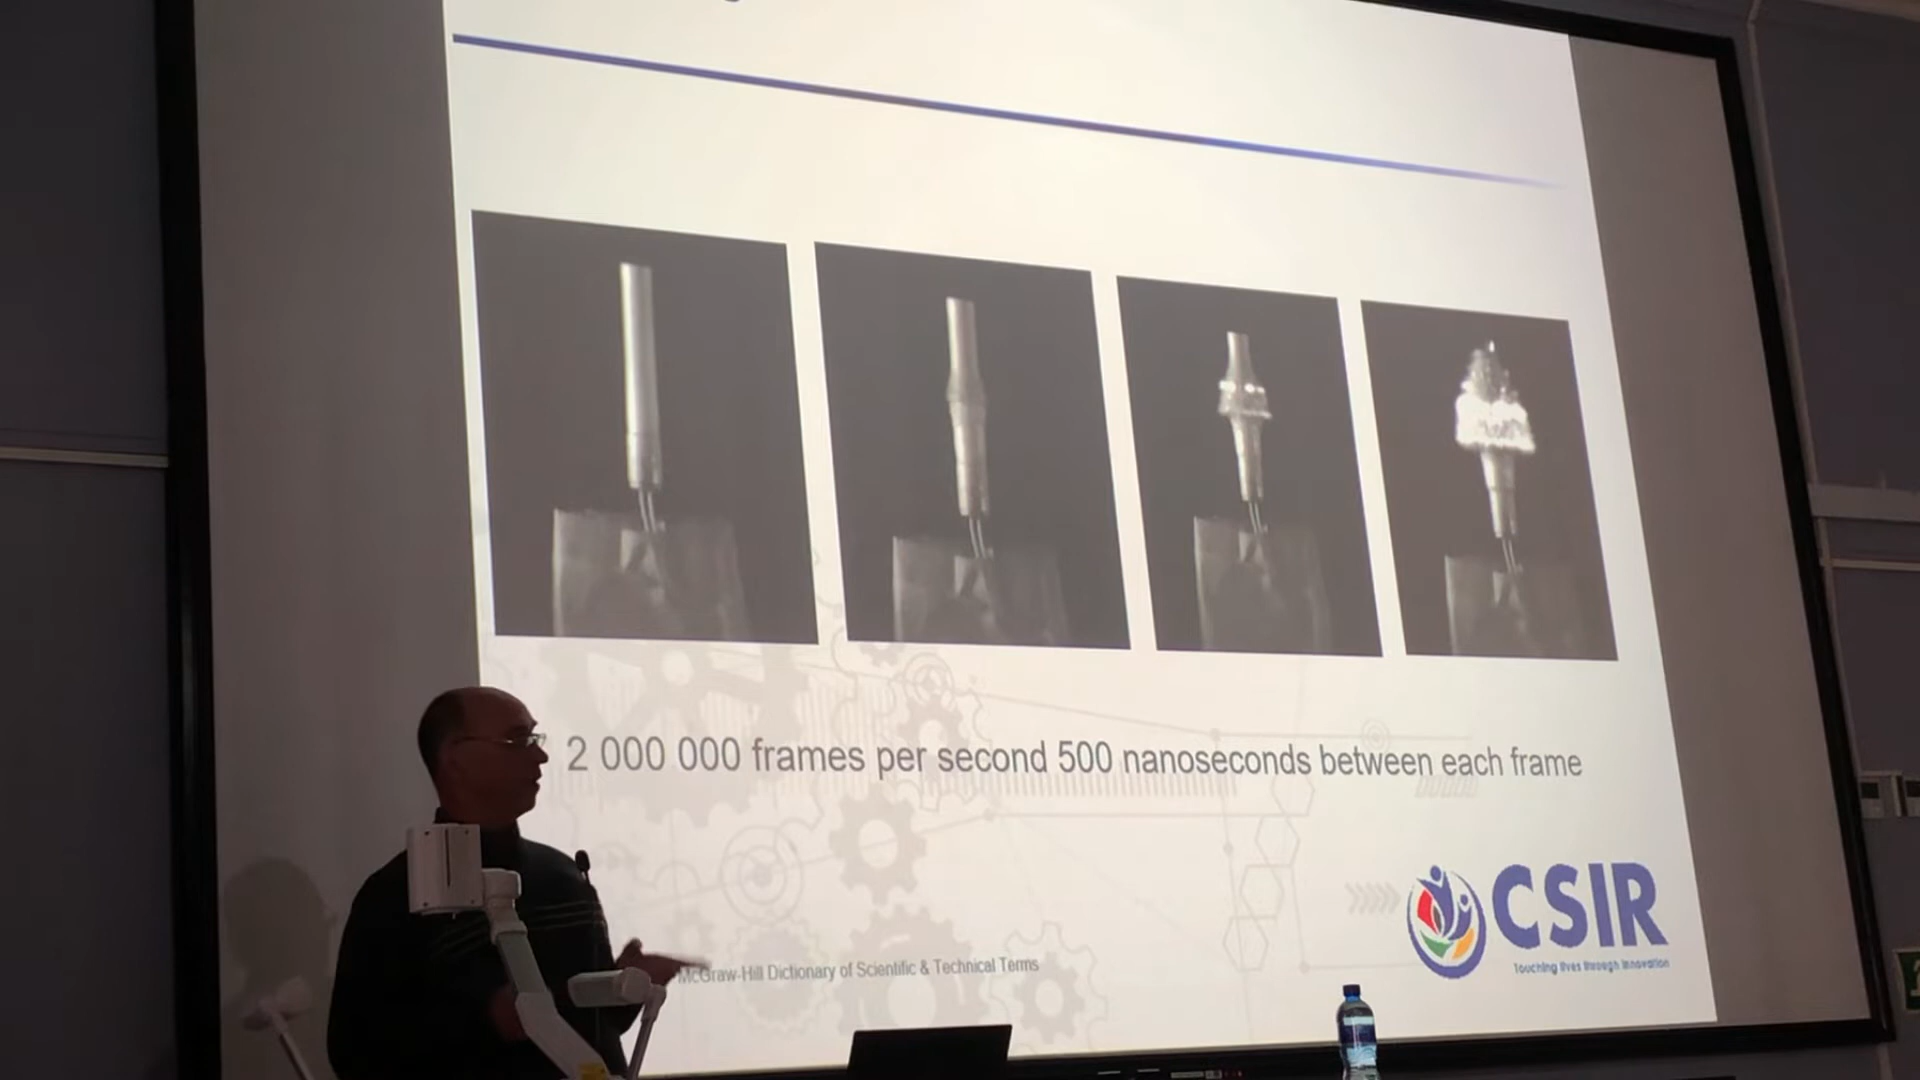 2 000 000 frames per second 500 nanoseconds between each frame
CSIR
Touching lives through innovation
McGraw-Hill Dictionary of Scientific & Technical Terms